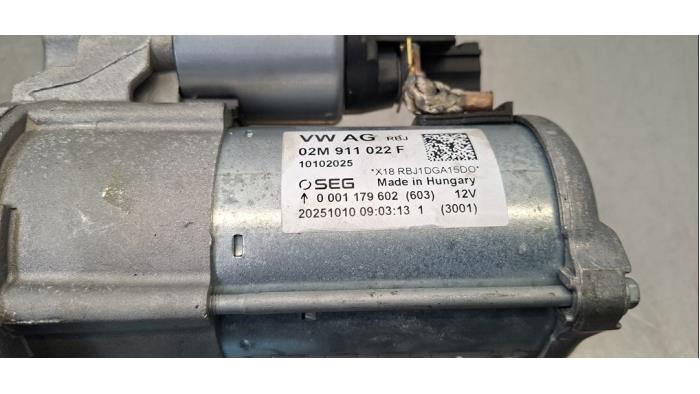 VW AG RBJ
02M 911 022 F
10102025
*X18 RBJ1DGA15DO*
SEG Made in Hungary
↑ 0 001 179 602 (603) 12V
20251010 09:03:13 1 (3001)